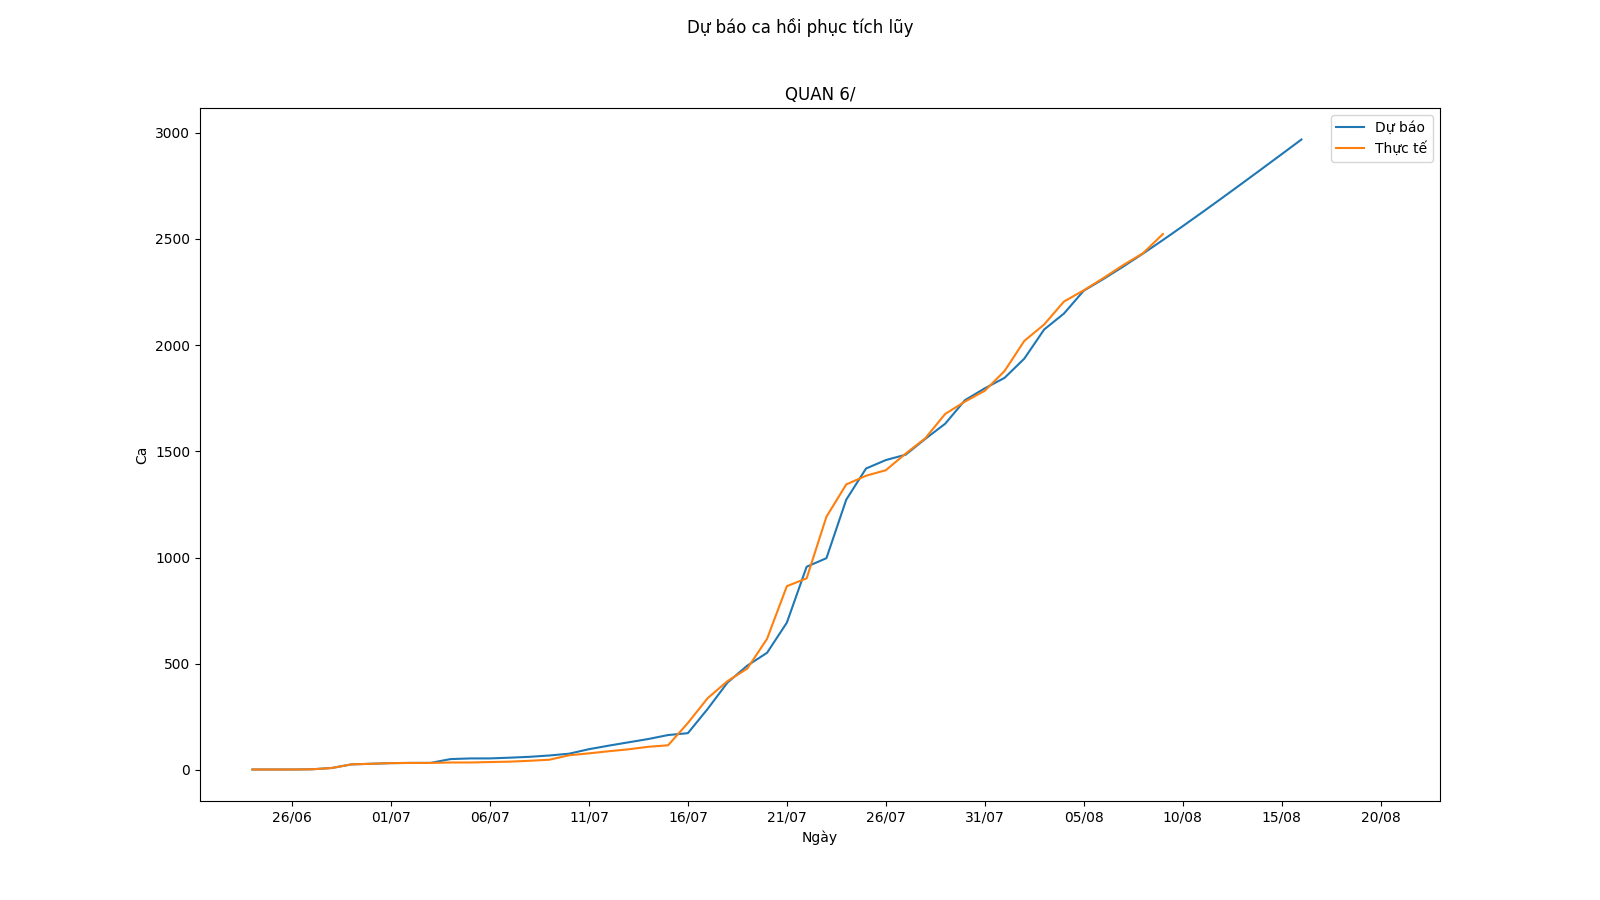 Dự báo ca hồi phục tích lũy
QUAN 6/
Dự báo
Thực tế
3000
2500
2000
1500
1000
500
0
Ca
26/06 01/07 06/07 11/07 16/07 21/07 26/07 31/07 05/08 10/08 15/08 20/08
Ngày